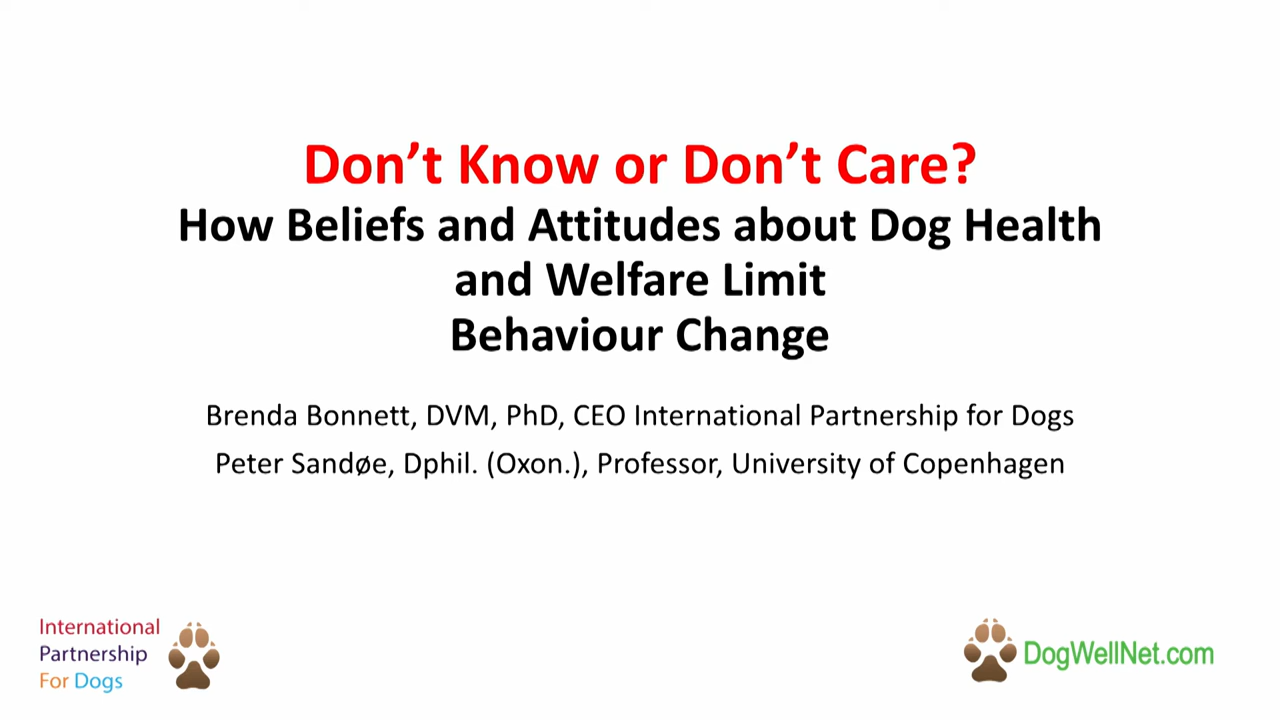 Don’t Know or Don’t Care?
How Beliefs and Attitudes about Dog Health
and Welfare Limit
Behaviour Change
Brenda Bonnett, DVM, PhD, CEO International Partnership for Dogs
Peter Sandøe, Dphil. (Oxon.), Professor, University of Copenhagen
International
Partnership
For Dogs
DogWellNet.com